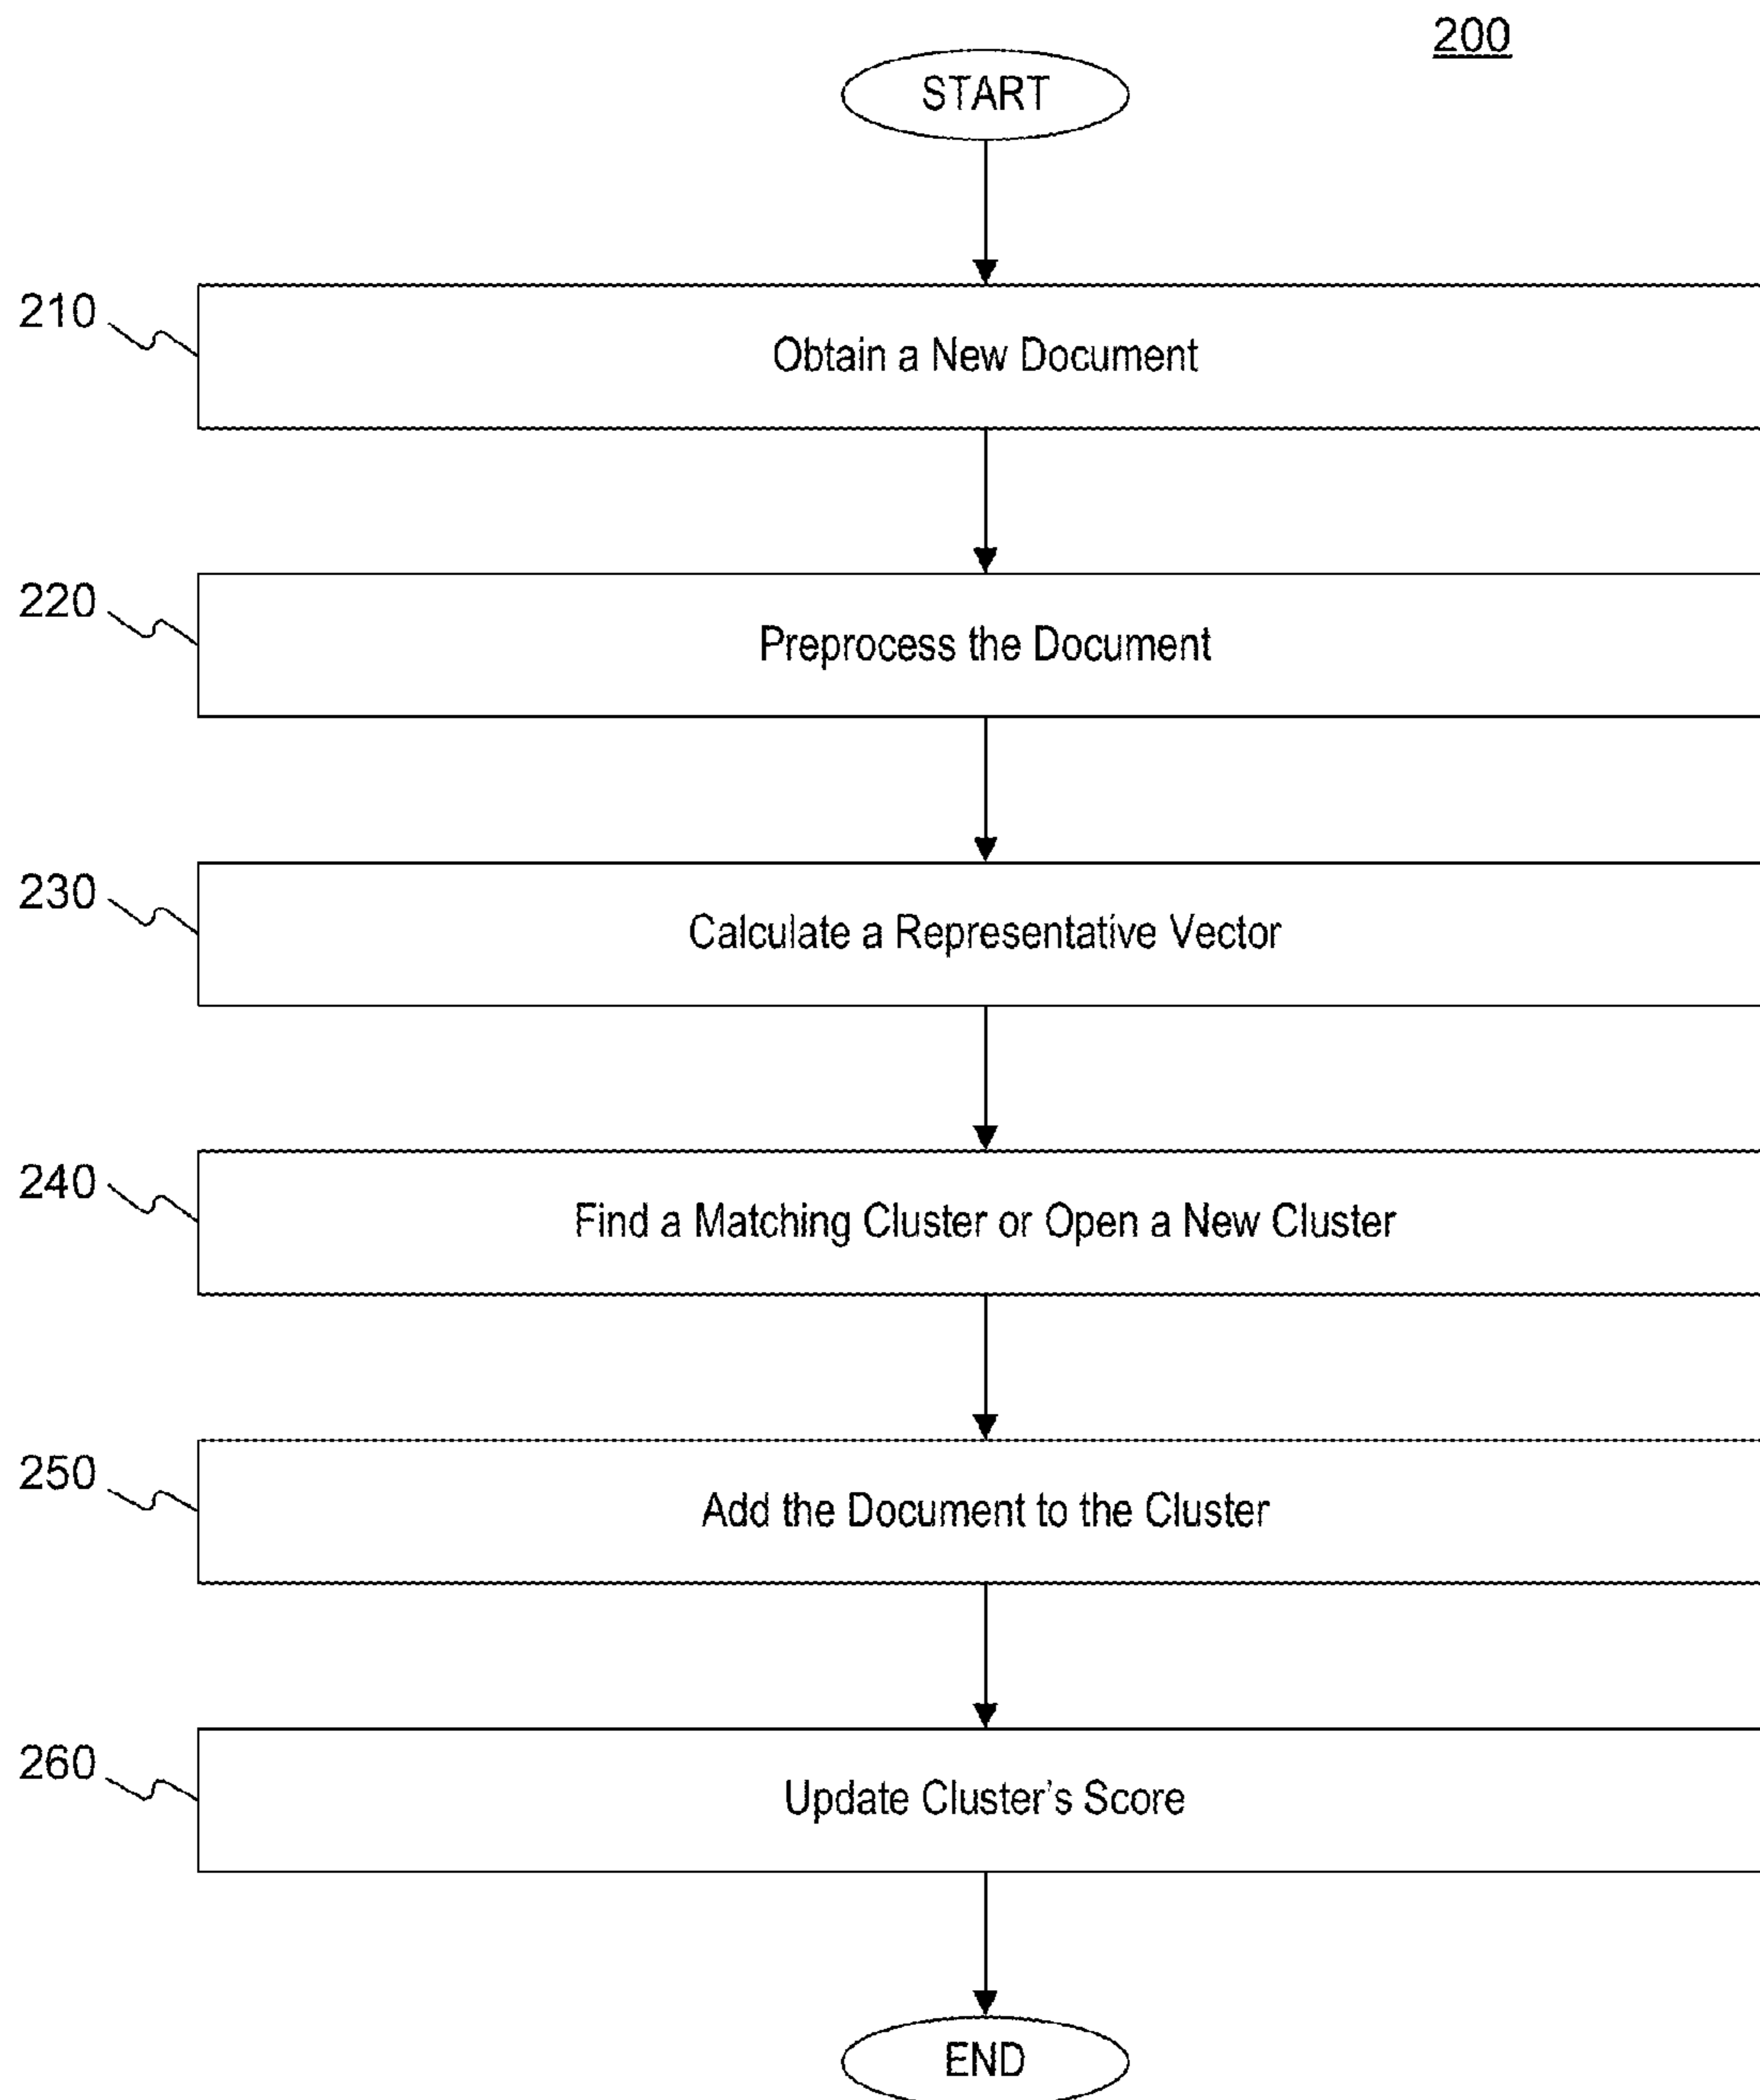 200
START
210
Obtain a New Document
220
Preprocess the Document
230
Calculate a Representative Vector
240
Find a Matching Cluster or Open a New Cluster
250
Add the Document to the Cluster
260
Update Cluster's Score
END